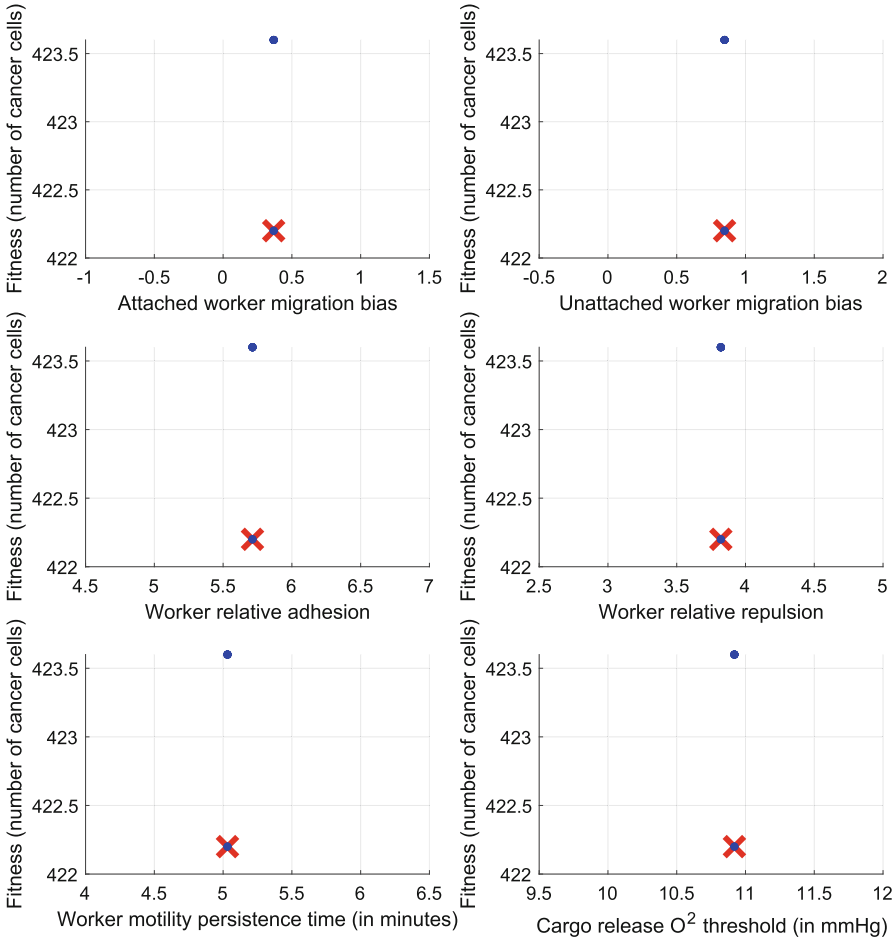 Fitness (number of cancer cells)
423.5
423
422.5
422
-1 -0.5 0 0.5 1 1.5
Attached worker migration bias
Fitness (number of cancer cells)
423.5
423
422.5
422
-0.5 0 0.5 1 1.5 2
Unattached worker migration bias
Fitness (number of cancer cells)
423.5
423
422.5
422
4.5 5 5.5 6 6.5 7
Worker relative adhesion
Fitness (number of cancer cells)
423.5
423
422.5
422
2.5 3 3.5 4 4.5 5
Worker relative repulsion
Fitness (number of cancer cells)
423.5
423
422.5
422
4 4.5 5 5.5 6 6.5
Worker motility persistence time (in minutes)
Fitness (number of cancer cells)
423.5
423
422.5
422
9.5 10 10.5 11 11.5 12
Cargo release O² threshold (in mmHg)